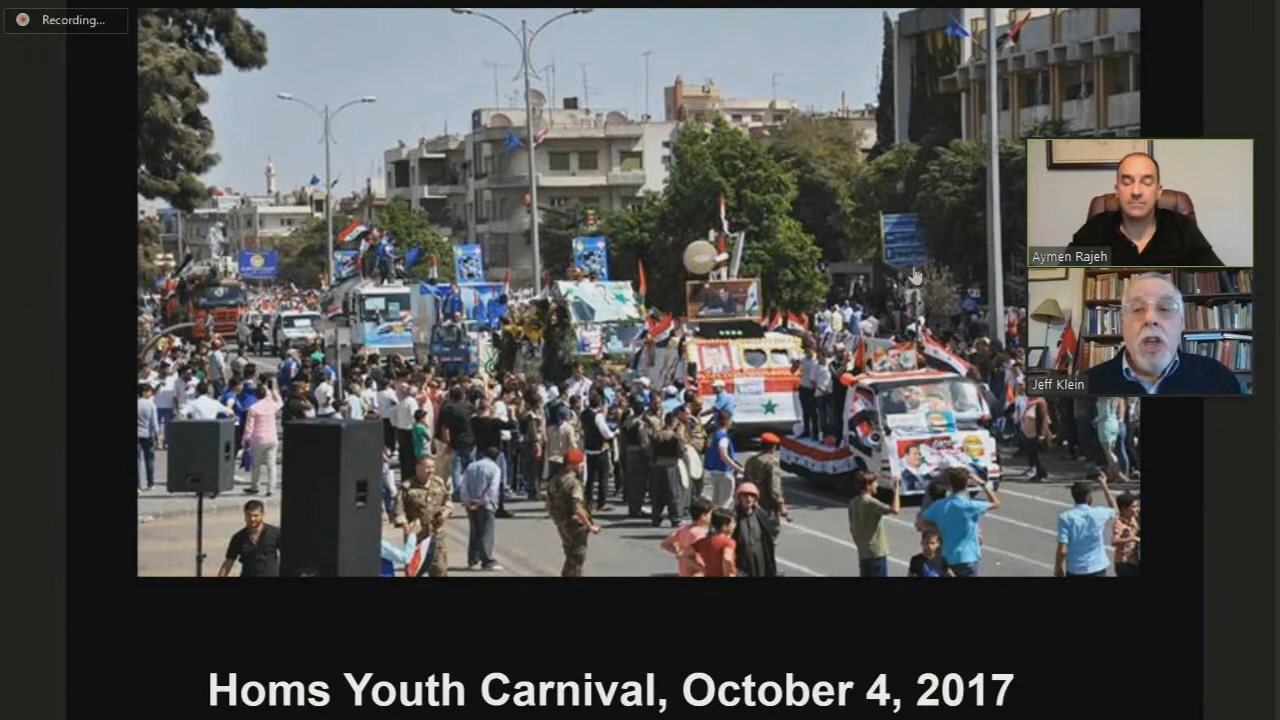 Recording...
Aymen Rajeh
Jeff Klein
Homs Youth Carnival, October 4, 2017